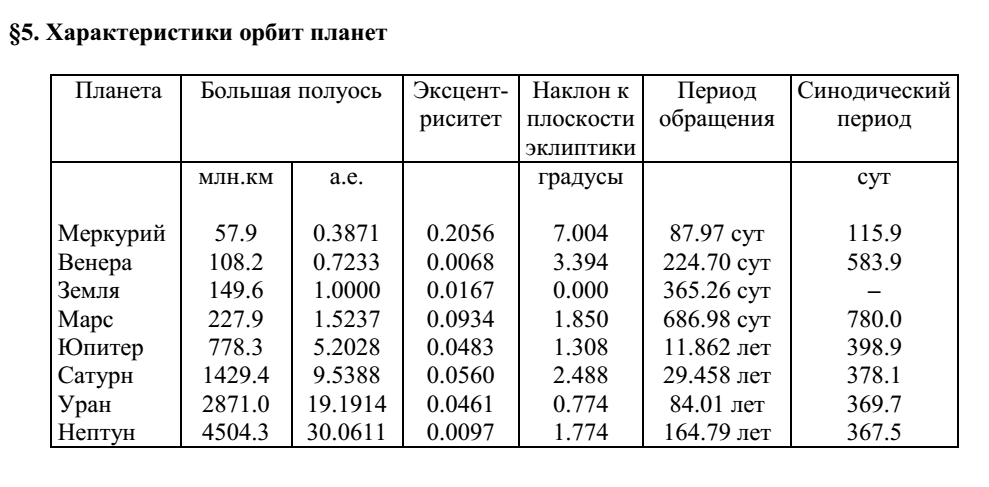 §5. Характеристики орбит планет
Планета Большая полуось Эксцент- Наклон к Период Синодический
риситет плоскости обращения период
эклиптики
млн.км а.е. градусы сут
Меркурий 57.9 0.3871 0.2056 7.004 87.97 сут 115.9
Венера 108.2 0.7233 0.0068 3.394 224.70 сут 583.9
Земля 149.6 1.0000 0.0167 0.000 365.26 сут –
Марс 227.9 1.5237 0.0934 1.850 686.98 сут 780.0
Юпитер 778.3 5.2028 0.0483 1.308 11.862 лет 398.9
Сатурн 1429.4 9.5388 0.0560 2.488 29.458 лет 378.1
Уран 2871.0 19.1914 0.0461 0.774 84.01 лет 369.7
Нептун 4504.3 30.0611 0.0097 1.774 164.79 лет 367.5